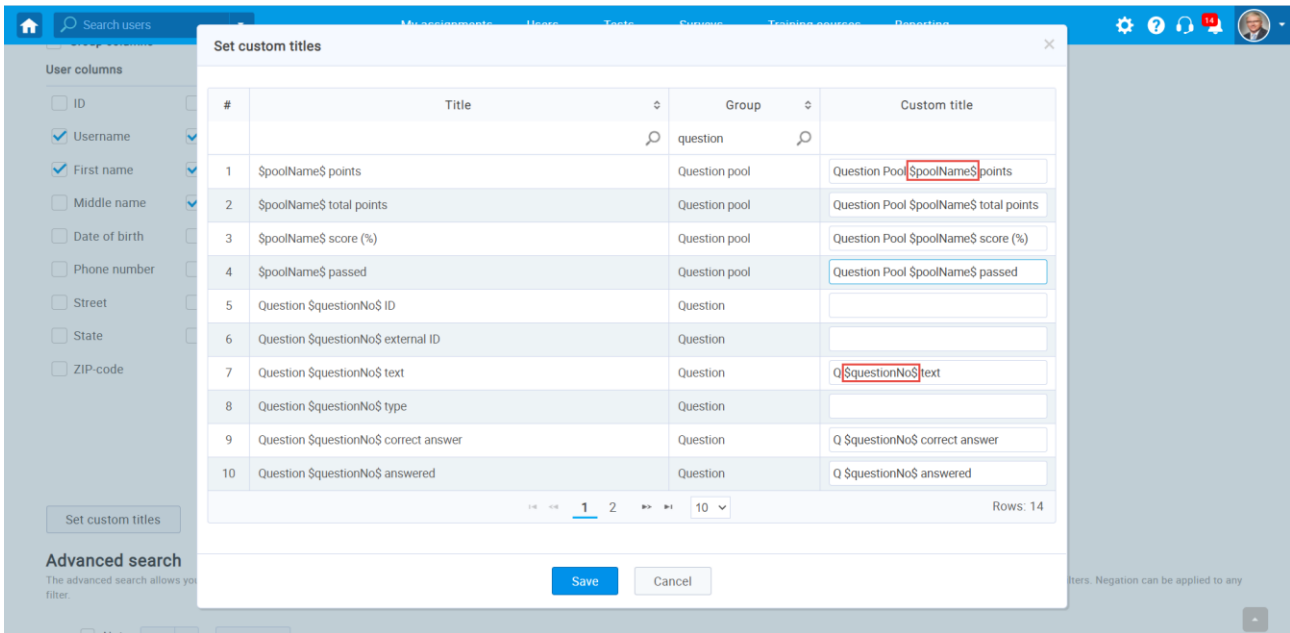 Search users
My assignments Users Tests Surveys Training courses Reporting
14
Group columns
Set custom titles
User columns
ID
Username
First name
Middle name
Date of birth
Phone number
Street
State
ZIP-code
# Title Group Custom title
question
1 $poolName$ points Question pool Question Pool $poolName$ points
2 $poolName$ total points Question pool Question Pool $poolName$ total points
3 $poolName$ score (%) Question pool Question Pool $poolName$ score (%)
4 $poolName$ passed Question pool Question Pool $poolName$ passed
5 Question $questionNo$ ID Question
6 Question $questionNo$ external ID Question
7 Question $questionNo$ text Question Q $questionNo$ text
8 Question $questionNo$ type Question
9 Question $questionNo$ correct answer Question Q $questionNo$ correct answer
10 Question $questionNo$ answered Question Q $questionNo$ answered
1 2 10 Rows: 14
Set custom titles
Save Cancel
Advanced search
The advanced search allows you
Negation can be applied to any
filter.